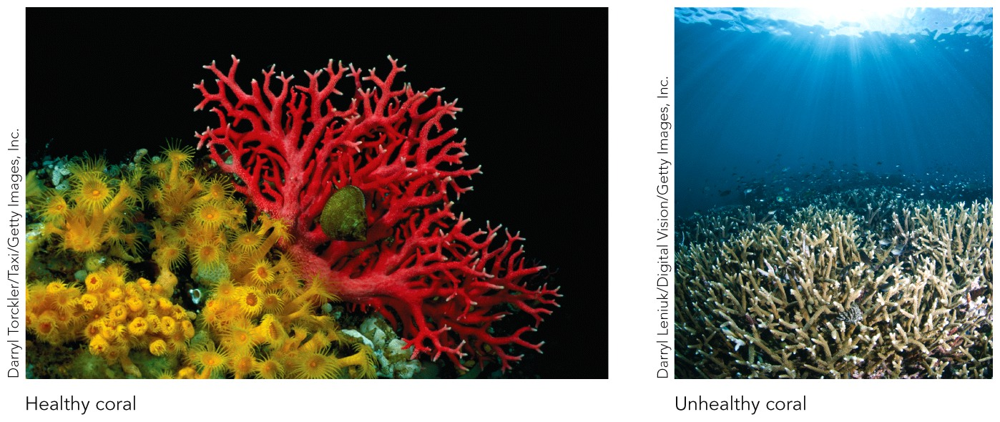 Darryl Torckler/Taxi/Getty Images, Inc.
Healthy coral
Darryl Leniuk/Digital Vision/Getty Images, Inc.
Unhealthy coral